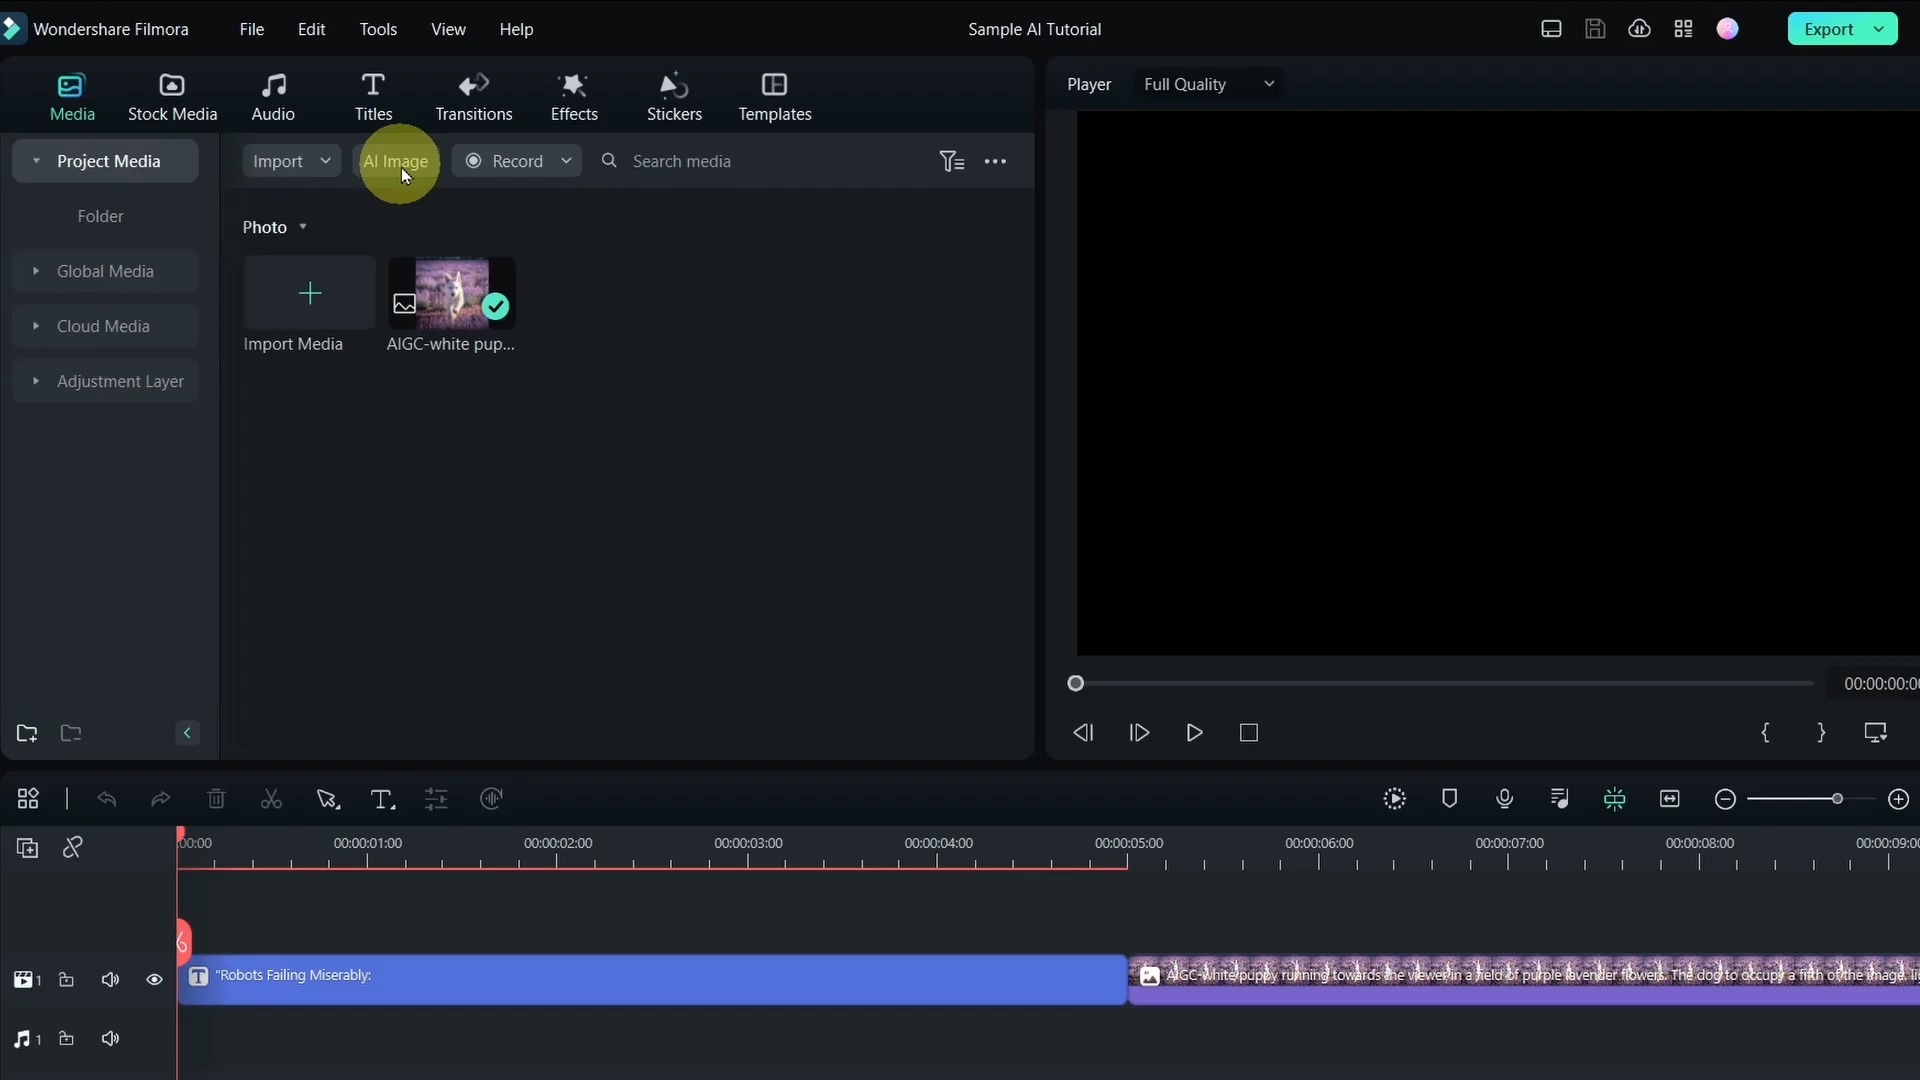 Wondershare Filmora File Edit Tools View Help Sample AI Tutorial Export
Media Stock Media Audio Titles Transitions Effects Stickers Templates
Player Full Quality
Project Media
Import AI Image Record Search media
Folder
Photo
Global Media
Cloud Media
Import Media AIGC-white pup...
Adjustment Layer
00:00:00:00
:00:00 00:00:01:00 00:00:02:00 00:00:03:00 00:00:04:00 00:00:05:00 00:00:06:00 00:00:07:00 00:00:08:00 00:00:09:00
1 "Robots Failing Miserably: AIGC-white puppy running towards the viewer in a field of purple lavender flowers. The dog to occupy a fifth of the image.
1